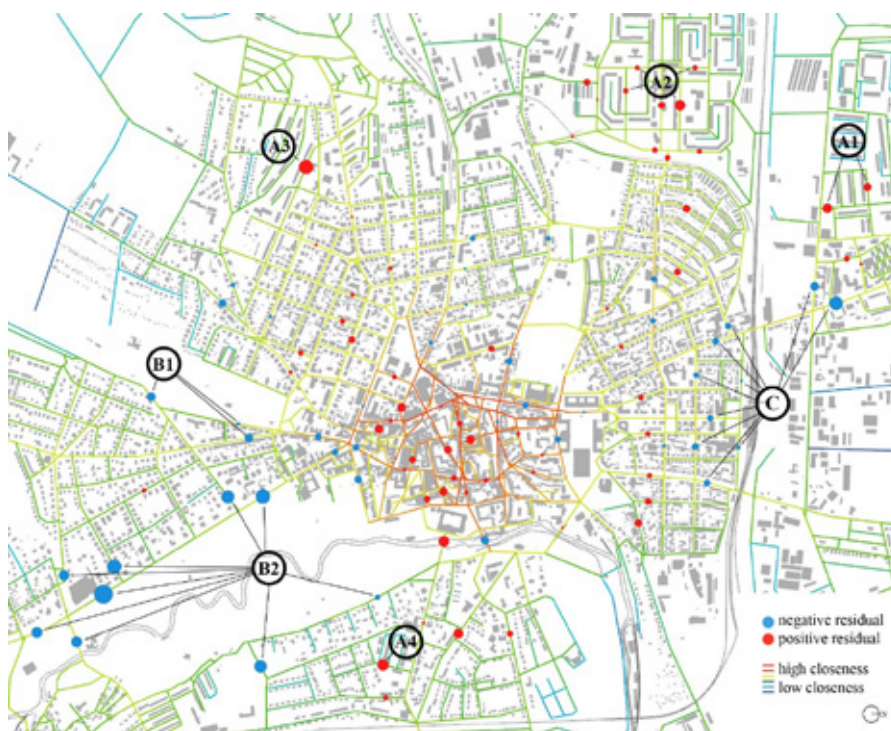 A2
A1
A3
B1
C
B2
A4
negative residual
positive residual
high closeness
low closeness